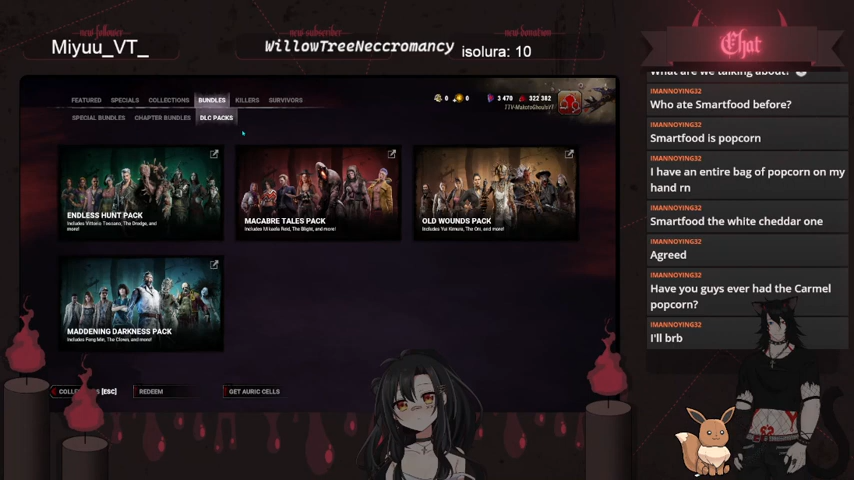 new follower
new subscriber
new donation
Miyuu_VT_
WillowTreeNeccromancy
isolura: 10
Chat
FEATURED SPECIALS COLLECTIONS BUNDLES KILLERS SURVIVORS
0 0 3 470 322 382
SPECIAL BUNDLES CHAPTER BUNDLES DLC PACKS
ENDLESS HUNT PACK
Includes Vittorio Toscano, The Dredge, and more!
MACABRE TALES PACK
Includes Mikaela Reid, The Blight, and more!
OLD WOUNDS PACK
Includes Yui Kimura, The Oni, and more!
MADDENING DARKNESS PACK
Includes Feng Min, The Clown, and more!
[ESC]
REDEEM
GET AURIC CELLS
What are we talking about?
IMANNOYING32
Who ate Smartfood before?
IMANNOYING32
Smartfood is popcorn
IMANNOYING32
I have an entire bag of popcorn on my
hand rn
IMANNOYING32
Smartfood the white cheddar one
IMANNOYING32
Agreed
IMANNOYING32
Have you guys ever had the Carmel
popcorn?
IMANNOYING32
I'll brb